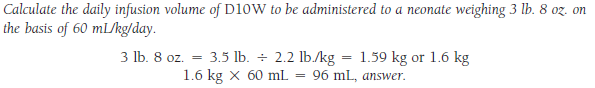 Calculate the daily infusion volume of D10W to be administered to a neonate weighing 3 lb. 8 oz. on
the basis of 60 mL/kg/day.
3 lb. 8 oz. = 3.5 lb. ÷ 2.2 lb./kg = 1.59 kg or 1.6 kg
1.6 kg × 60 mL = 96 mL, answer.